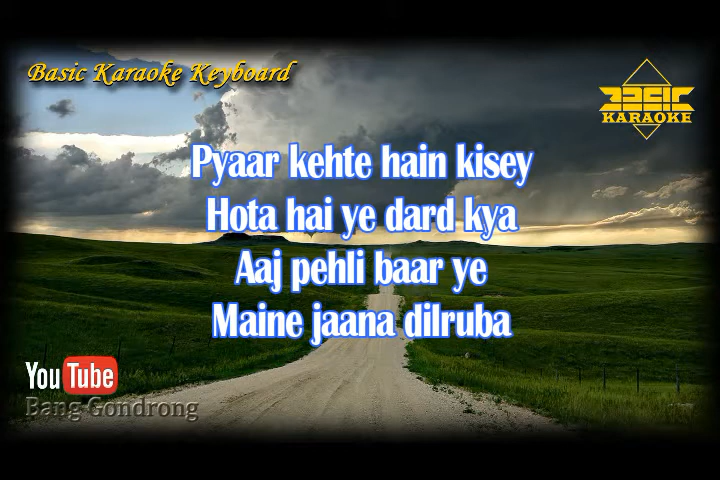 Basic Karaoke Keyboard
BASIC
KARAOKE
Pyaar kehte hain kisey
Hota hai ye dard kya
Aaj pehli baar ye
Maine jaana dilruba
YouTube
Bang Gondrong